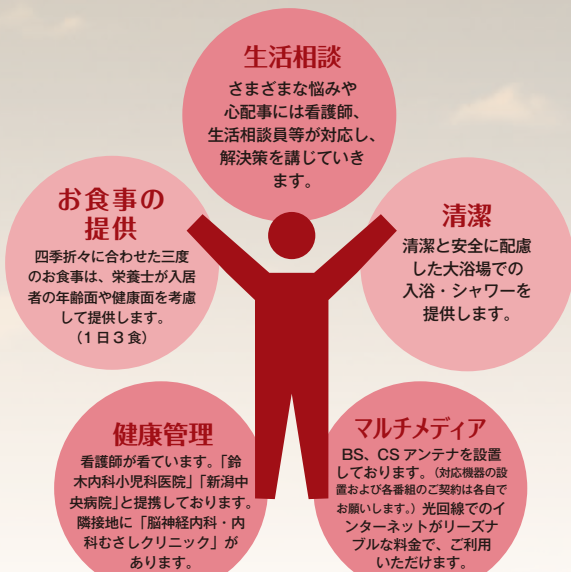 生活相談
さまざまな悩みや
心配事には看護師、
生活相談員等が対応し、
解決策を講じていき
ます。
お食事の
提供
四季折々に合わせた三度
のお食事は、栄養士が入居
者の年齢面や健康面を考慮
して提供します。
（1日3食）
清潔
清潔と安全に配慮
した大浴場での
入浴・シャワーを
提供します。
健康管理
看護師が看ています。「鈴
木内科小児科医院」「新潟中
央病院」と提携しております。
隣接地に「脳神経内科・内
科むさしクリニック」が
あります。
マルチメディア
BS、CSアンテナを設置
しております。（対応機器の設
置および各番組のご契約は各自で
お願いします。）光回線でのイ
ンターネットがリーズナ
ブルな料金で、ご利用
いただけます。